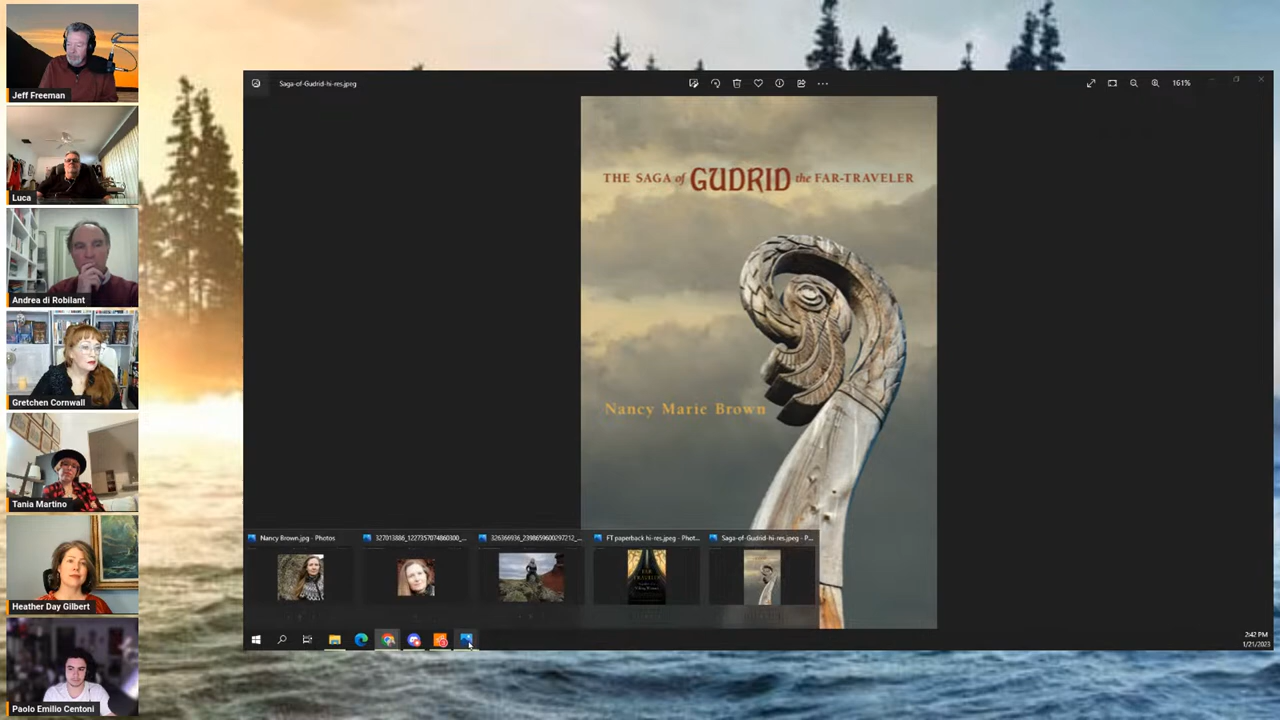 Jeff Freeman
Luca
Andrea di Robilant
Gretchen Cornwall
Tania Martino
Heather Day Gilbert
Paolo Emilio Centoni
Saga-of-Gudrid-hi-res.jpeg
161%
THE SAGA of GUDRID the FAR-TRAVELER
Nancy Marie Brown
Nancy Brown.jpg - Photos
FT paperback hi-res.jpeg - Phot...
Saga-of-Gudrid-hi-res.jpeg - P...
FAR
TRAVELER
2:42 PM
1/21/2023